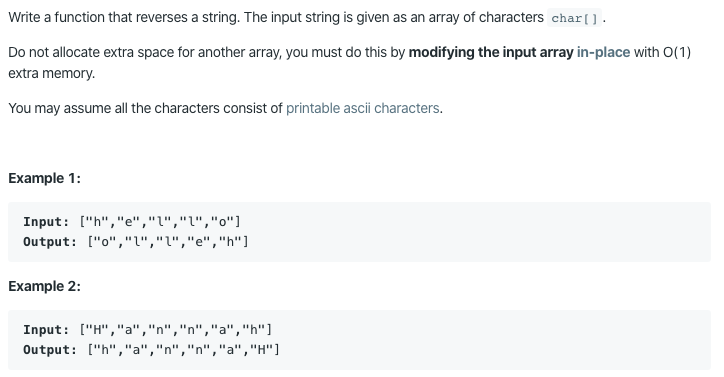 Write a function that reverses a string. The input string is given as an array of characters char[].
Do not allocate extra space for another array, you must do this by modifying the input array in-place with O(1)
extra memory.
You may assume all the characters consist of printable ascii characters.
Example 1:
Input: ["h","e","l","l","o"]
Output: ["o","l","l","e","h"]
Example 2:
Input: ["H","a","n","n","a","h"]
Output: ["h","a","n","n","a","H"]